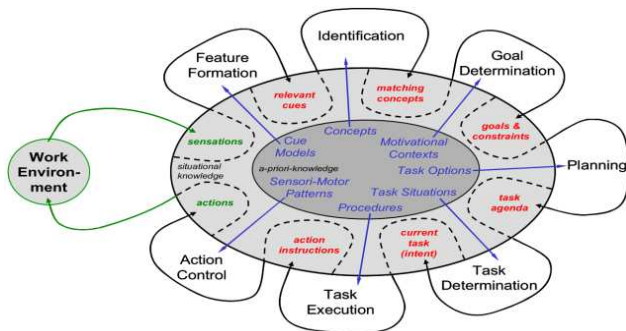 Identification
Feature
Formation
Goal
Determination
relevant
cues
matching
concepts
sensations
Cue
Models
Concepts
Motivational
Contexts
goals &
constraints
Work
Environ-
ment
situational
knowledge
a-priori-knowledge
Task Options
Planning
Sensori-Motor
Patterns
Task Situations
Procedures
actions
task
agenda
action
instructions
current
task
(intent)
Action
Control
Task
Execution
Task
Determination